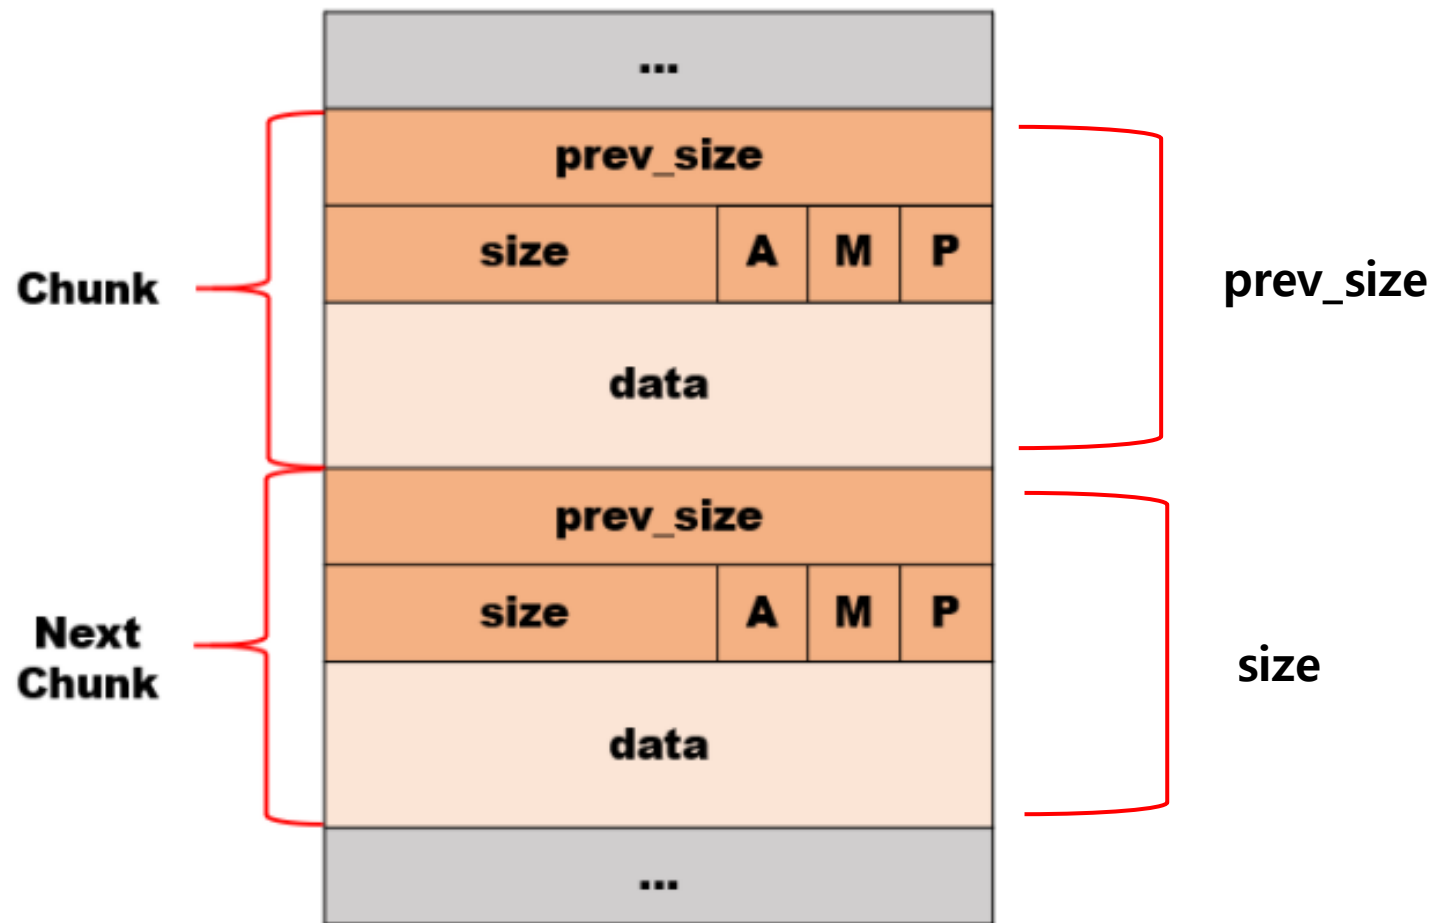 ...
prev_size
size A M P
Chunk
data
prev_size
prev_size
size A M P
Next
Chunk
data
size
...